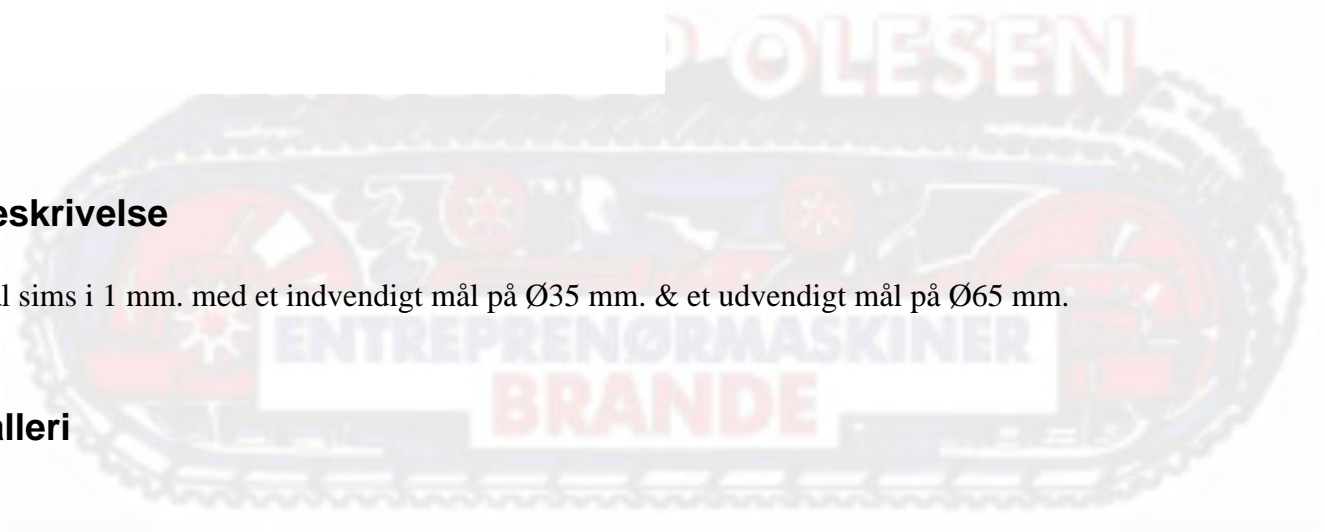 P OLESEN
eskrivelse
l sims i 1 mm. med et indvendigt mål på Ø35 mm. & et udvendigt mål på Ø65 mm.
ENTREPRENØRMASKINER
BRANDE
alleri